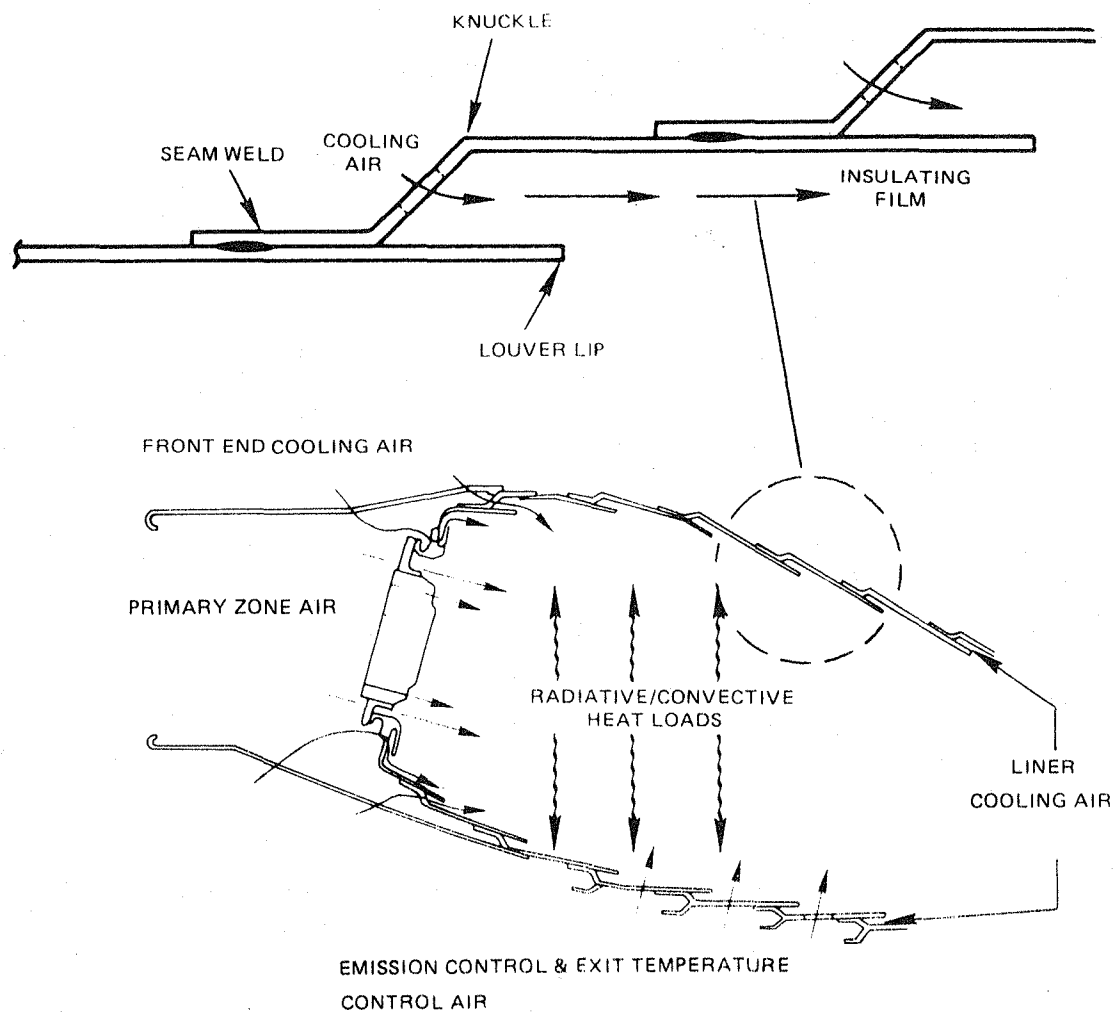 KNUCKLE
SEAM WELD
COOLING
AIR
INSULATING
FILM
LOUVER LIP
FRONT END COOLING AIR
PRIMARY ZONE AIR
RADIATIVE/CONVECTIVE
HEAT LOADS
LINER
COOLING AIR
EMISSION CONTROL & EXIT TEMPERATURE
CONTROL AIR